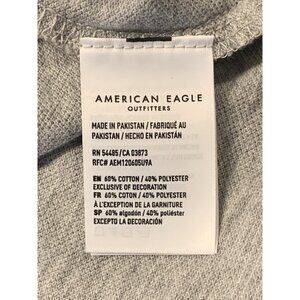 AMERICAN EAGLE
OUTFITTERS
MADE IN PAKISTAN / FABRIQUÉ AU
PAKISTAN / HECHO EN PAKISTÁN
RN 54485/CA 03873
RFC# AEM120605U9A
EN 60% COTTON / 40% POLYESTER
EXCLUSIVE OF DECORATION
FR 60% COTON / 40% POLYESTER
À L'EXCEPTION DE LA GARNITURE
SP 60% algodón / 40% poliéster
EXCEPTO LA DECORACIÓN